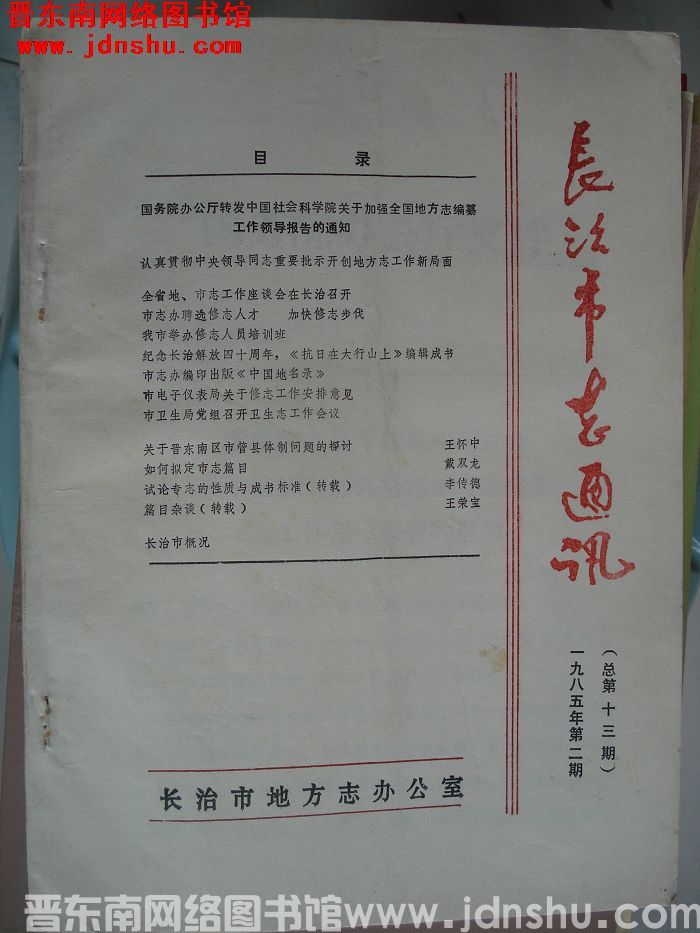 晋东南网络图书馆
www.jdnshu.com
長治市志通訊
(总第十三期)
一九八五年第二期
目 录
国务院办公厅转发中国社会科学院关于加强全国地方志编纂
工作领导报告的通知
认真贯彻中央领导同志重要批示开创地方志工作新局面
全省地、市志工作座谈会在长治召开
市志办聘选修志人才 加快修志步伐
我市举办修志人员培训班
纪念长治解放四十周年，《抗日在太行山上》编辑成书
市志办编印出版《中国地名录》
市电子仪表局关于修志工作安排意见
市卫生局党组召开卫生志工作会议
关于晋东南区市管县体制问题的探讨 王怀中
如何拟定市志篇目 戴双龙
试论专志的性质与成书标准(转载) 李传德
篇目杂谈(转载) 王荣宝
长治市概况
长治市地方志办公室
晋东南网络图书馆www.jdnshu.com